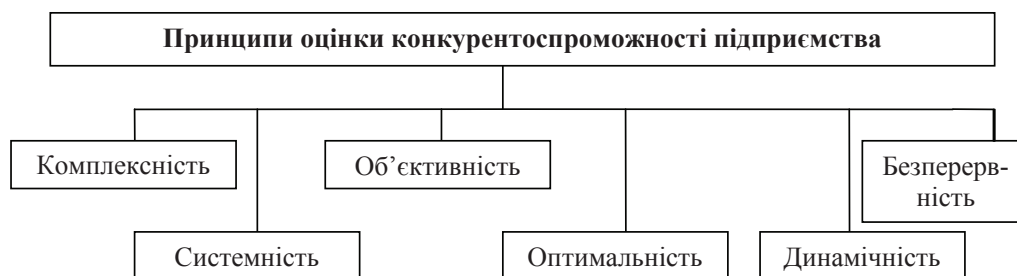 Принципи оцінки конкурентоспроможності підприємства
Комплексність
Об’єктивність
Безперерв-
ність
Системність
Оптимальність
Динамічність